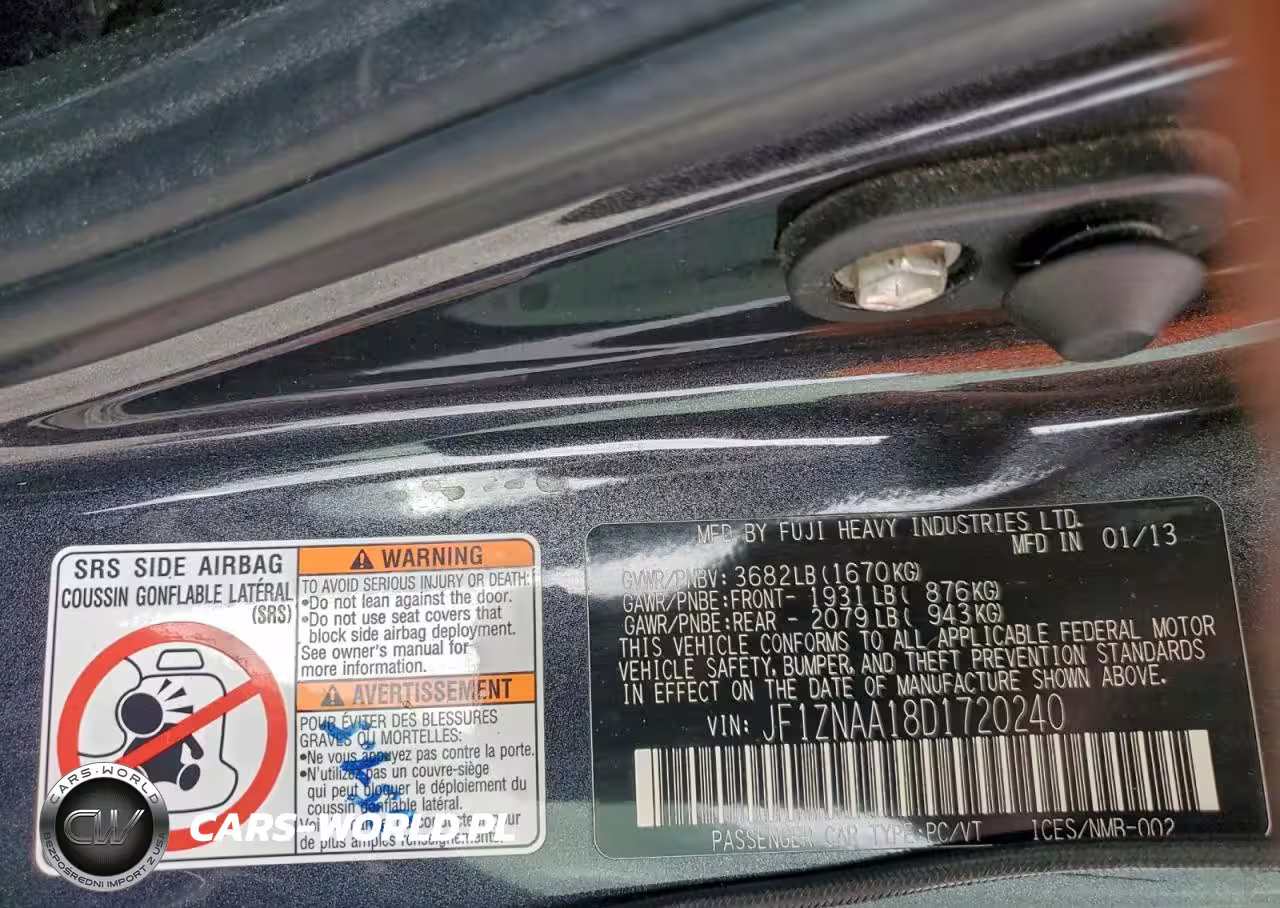 SRS SIDE AIRBAG
COUSSIN GONFLABLE LATÉRAL
(SRS)
WARNING
TO AVOID SERIOUS INJURY OR DEATH:
•Do not lean against the door.
•Do not use seat covers that
block side airbag deployment.
See owner's manual for
more information.
AVERTISSEMENT
POUR ÉVITER DES BLESSURES
GRAVES OU MORTELLES:
•Ne vous appuyez pas contre la porte.
•N'utilisez pas un couvre-siège
qui peut bloquer le déploiement du
coussin gonflable latéral.
de plus amples renseignements.
MFD BY FUJI HEAVY INDUSTRIES LTD.
MFD IN 01/13
GVWR/PNBV: 3682LB(1670KG)
GAWR/PNBE:FRONT- 1931LB( 876KG)
GAWR/PNBE:REAR - 2079LB( 943KG)
THIS VEHICLE CONFORMS TO ALL APPLICABLE FEDERAL MOTOR
VEHICLE SAFETY, BUMPER, AND THEFT PREVENTION STANDARDS
IN EFFECT ON THE DATE OF MANUFACTURE SHOWN ABOVE.
VIN: JF1ZNAA18D1720240
PASSENGER CAR TYPE:PC/VT ICES/NMB-002
CARS-WORLD
CW
BEZPOŚREDNI IMPORT Z USA
CARS-WORLD.PL